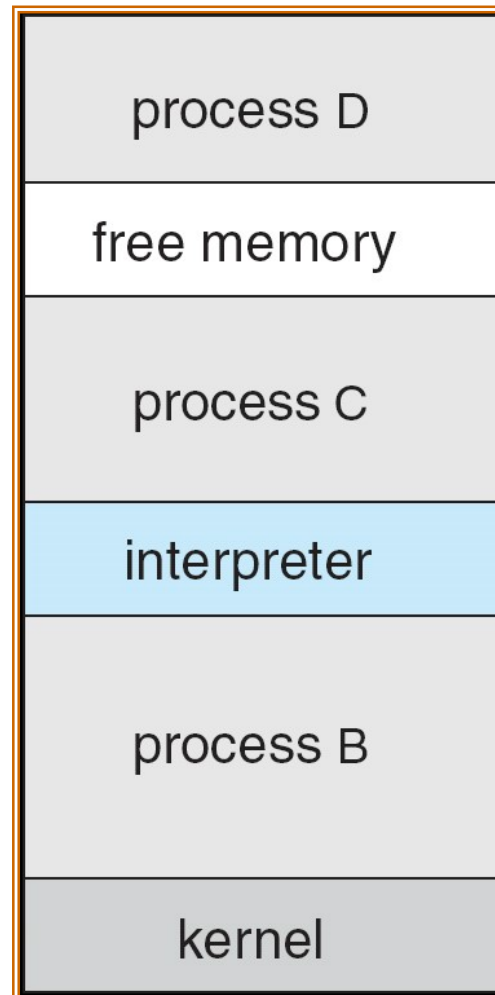 process D
free memory
process C
interpreter
process B
kernel